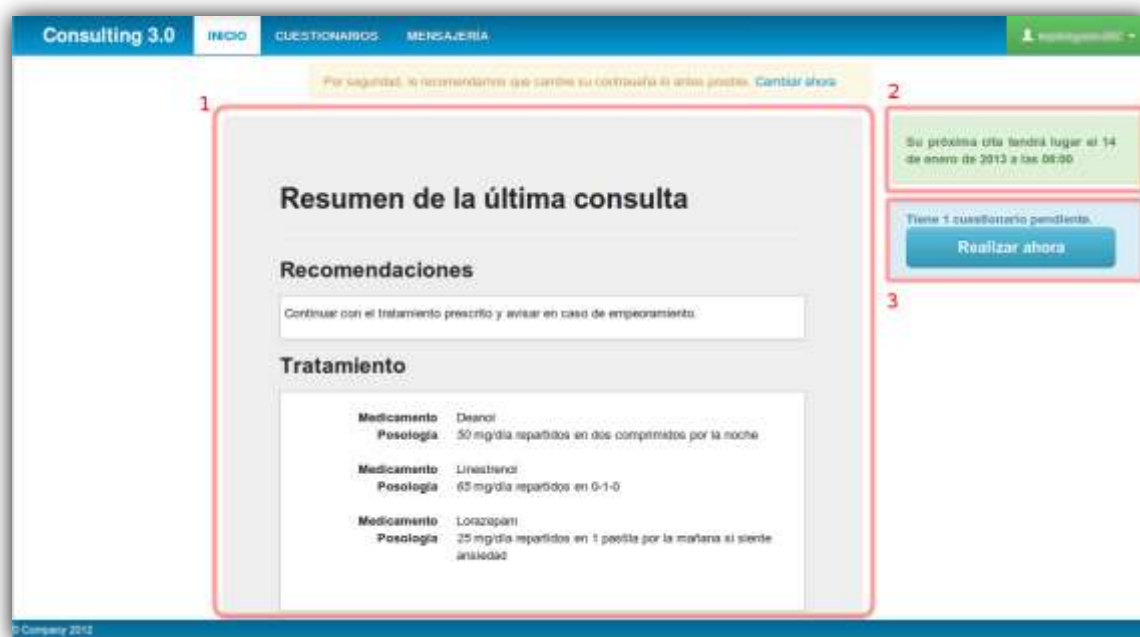 Consulting 3.0 INICIO CUESTIONARIOS MENSAJERÍA
Por seguridad, le recomendamos que cambie su contraseña lo antes posible. Cambiar ahora
1
2
Su próxima cita tendrá lugar el 14
de enero de 2013 a las 08:00
Tiene 1 cuestionario pendiente.
Realizar ahora
3
Resumen de la última consulta
Recomendaciones
Continuar con el tratamiento prescrito y avisar en caso de empeoramiento.
Tratamiento
Medicamento Deanol
Posología 50 mg/día repartidos en dos comprimidos por la noche
Medicamento Linestrenol
Posología 65 mg/día repartidos en 0-1-0
Medicamento Lorazepam
Posología 25 mg/día repartidos en 1 pastilla por la mañana si siente
ansiedad
© Company 2012